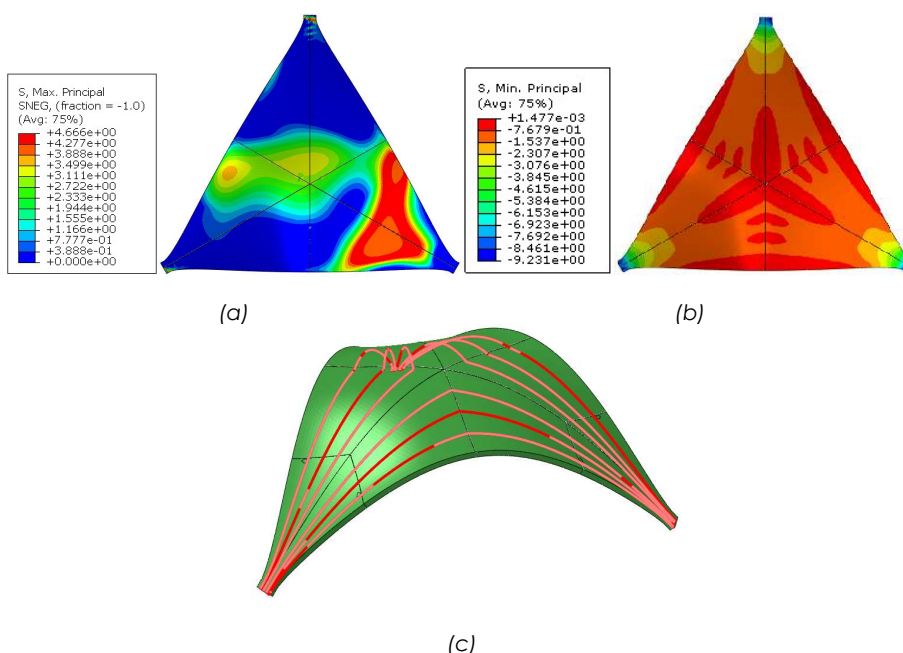 S, Max. Principal
SNEG, (fraction = -1.0)
(Avg: 75%)
+4.666e+00
+4.277e+00
+3.888e+00
+3.499e+00
+3.111e+00
+2.722e+00
+2.333e+00
+1.944e+00
+1.555e+00
+1.166e+00
+7.777e-01
+3.888e-01
+0.000e+00
S, Min. Principal
(Avg: 75%)
+1.477e-03
-7.679e-01
-1.537e+00
-2.307e+00
-3.076e+00
-3.845e+00
-4.615e+00
-5.384e+00
-6.153e+00
-6.923e+00
-7.692e+00
-8.461e+00
-9.231e+00
(a)
(b)
(c)